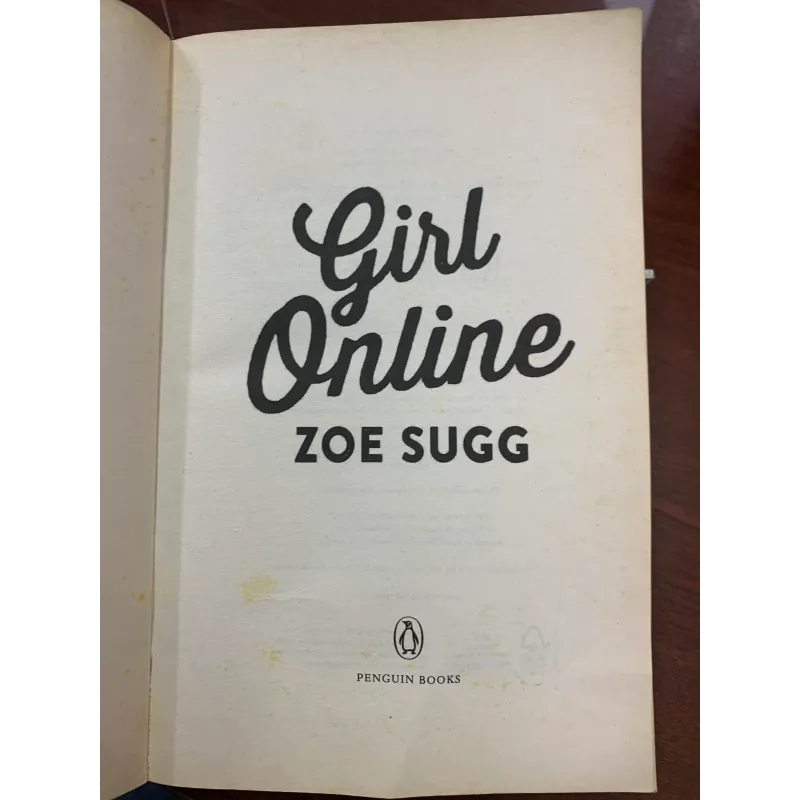 Girl
Online
ZOE SUGG
PENGUIN BOOKS